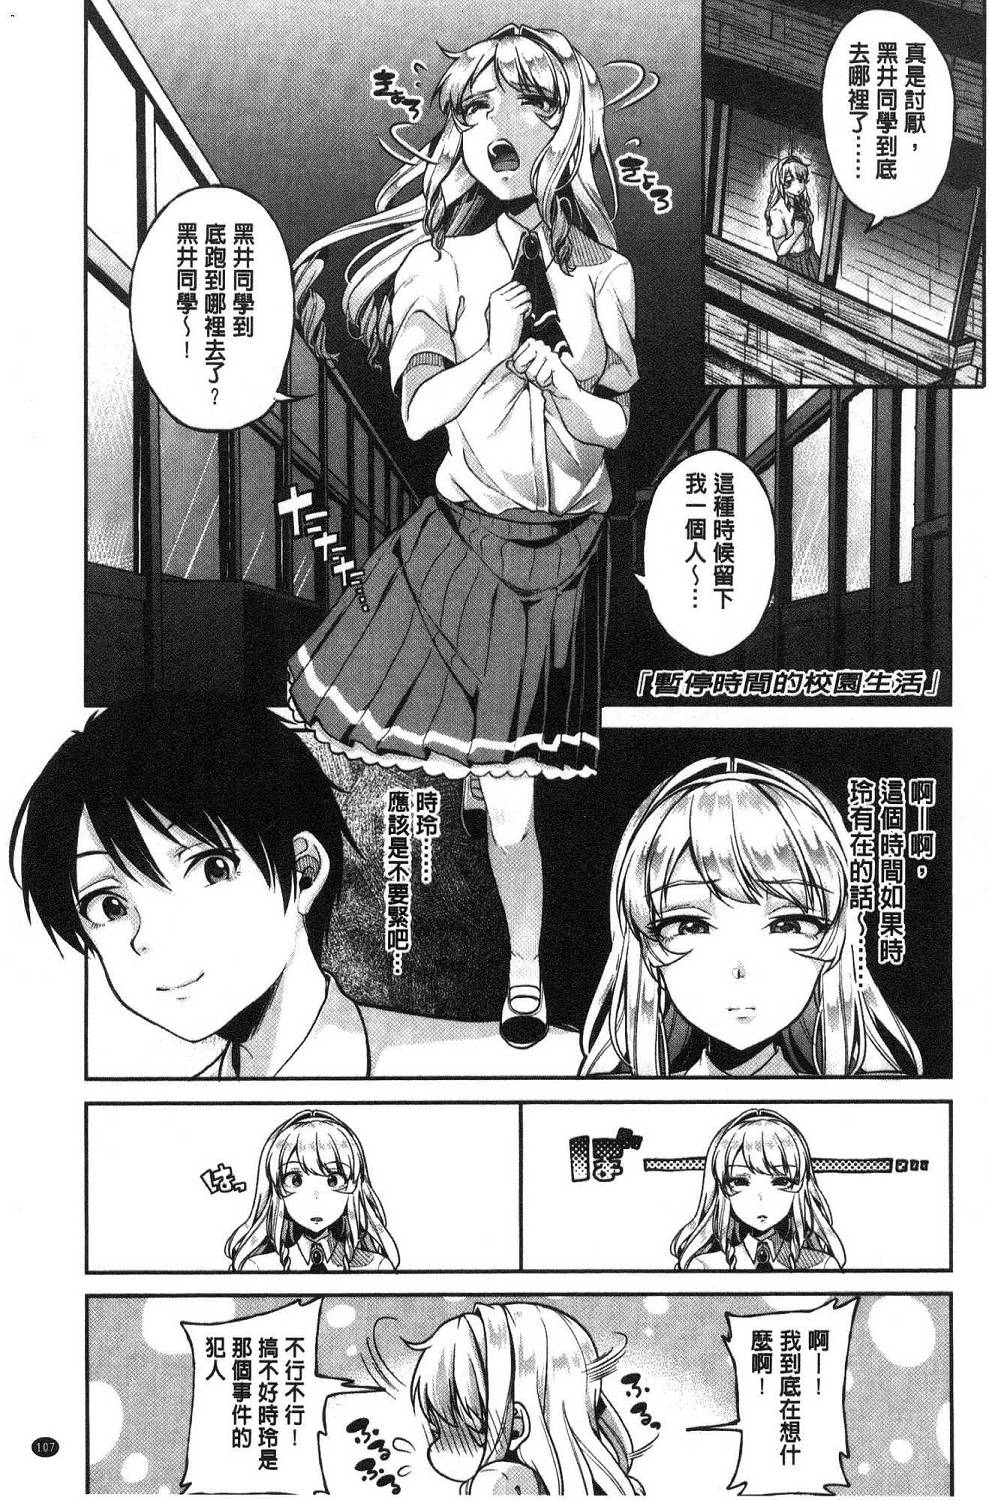 真是討厭，
黑井同學到底
去哪裡了……
きょろ
きょろ
黑井同學到
底跑到哪裡去了？
黑井同學～！
這種時候留下
我一個人～……
たたたたっ
「暫停時間的校園生活」
啊—啊，
這個時間如果時
玲有在的話～……
時玲……
應該是不要緊吧…
ぼーー…
はっ
啊—！
我到底在想什
麼啊！
不行不行！
搞不好時玲是
那個事件的
犯人
ぶるぶる
ぶるぶる
107